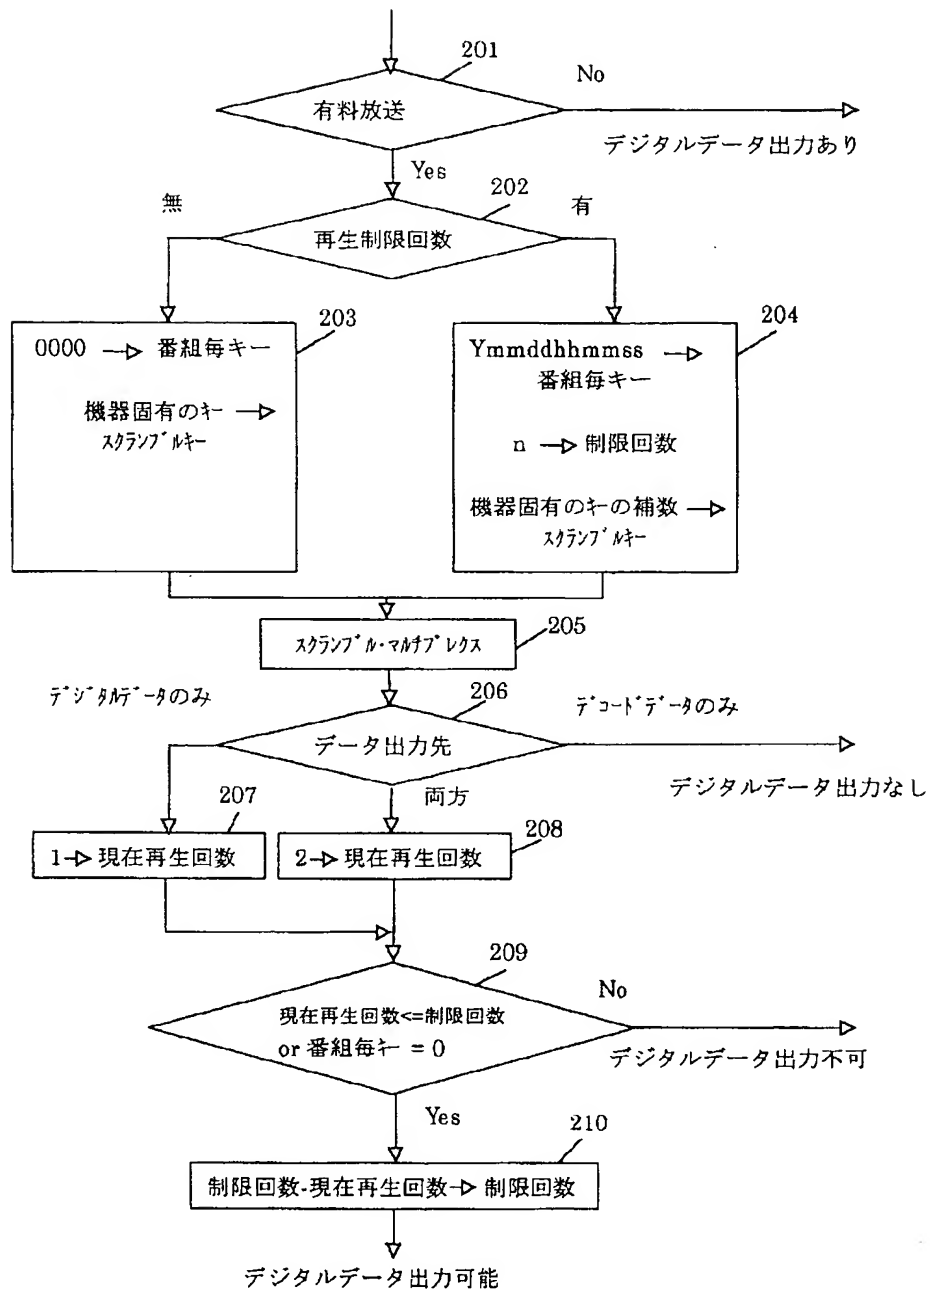 201
No
有料放送
デジタルデータ出力あり
Yes
202
無
有
再生制限回数
203
204
0000 → 番組毎キー
機器固有のキー →
スクランブルキー
Ymmddhhmmss →
番組毎キー
n → 制限回数
機器固有のキーの補数 →
スクランブルキー
スクランブル・マルチプレクス
205
206
デジタルデータのみ
デコードデータのみ
データ出力先
デジタルデータ出力なし
両方
207
208
1→現在再生回数
2→現在再生回数
209
No
現在再生回数<=制限回数
or 番組毎キー = 0
デジタルデータ出力不可
Yes
210
制限回数-現在再生回数→制限回数
デジタルデータ出力可能